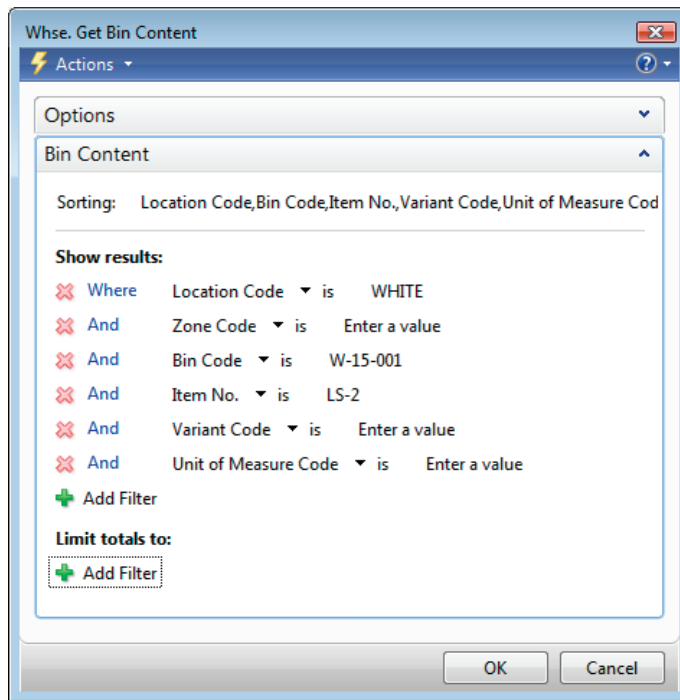 Whse. Get Bin Content
Actions
Options
Bin Content
Sorting: Location Code,Bin Code,Item No.,Variant Code,Unit of Measure Cod
Show results:
Where Location Code is WHITE
And Zone Code is Enter a value
And Bin Code is W-15-001
And Item No. is LS-2
And Variant Code is Enter a value
And Unit of Measure Code is Enter a value
Add Filter
Limit totals to:
Add Filter
OK Cancel